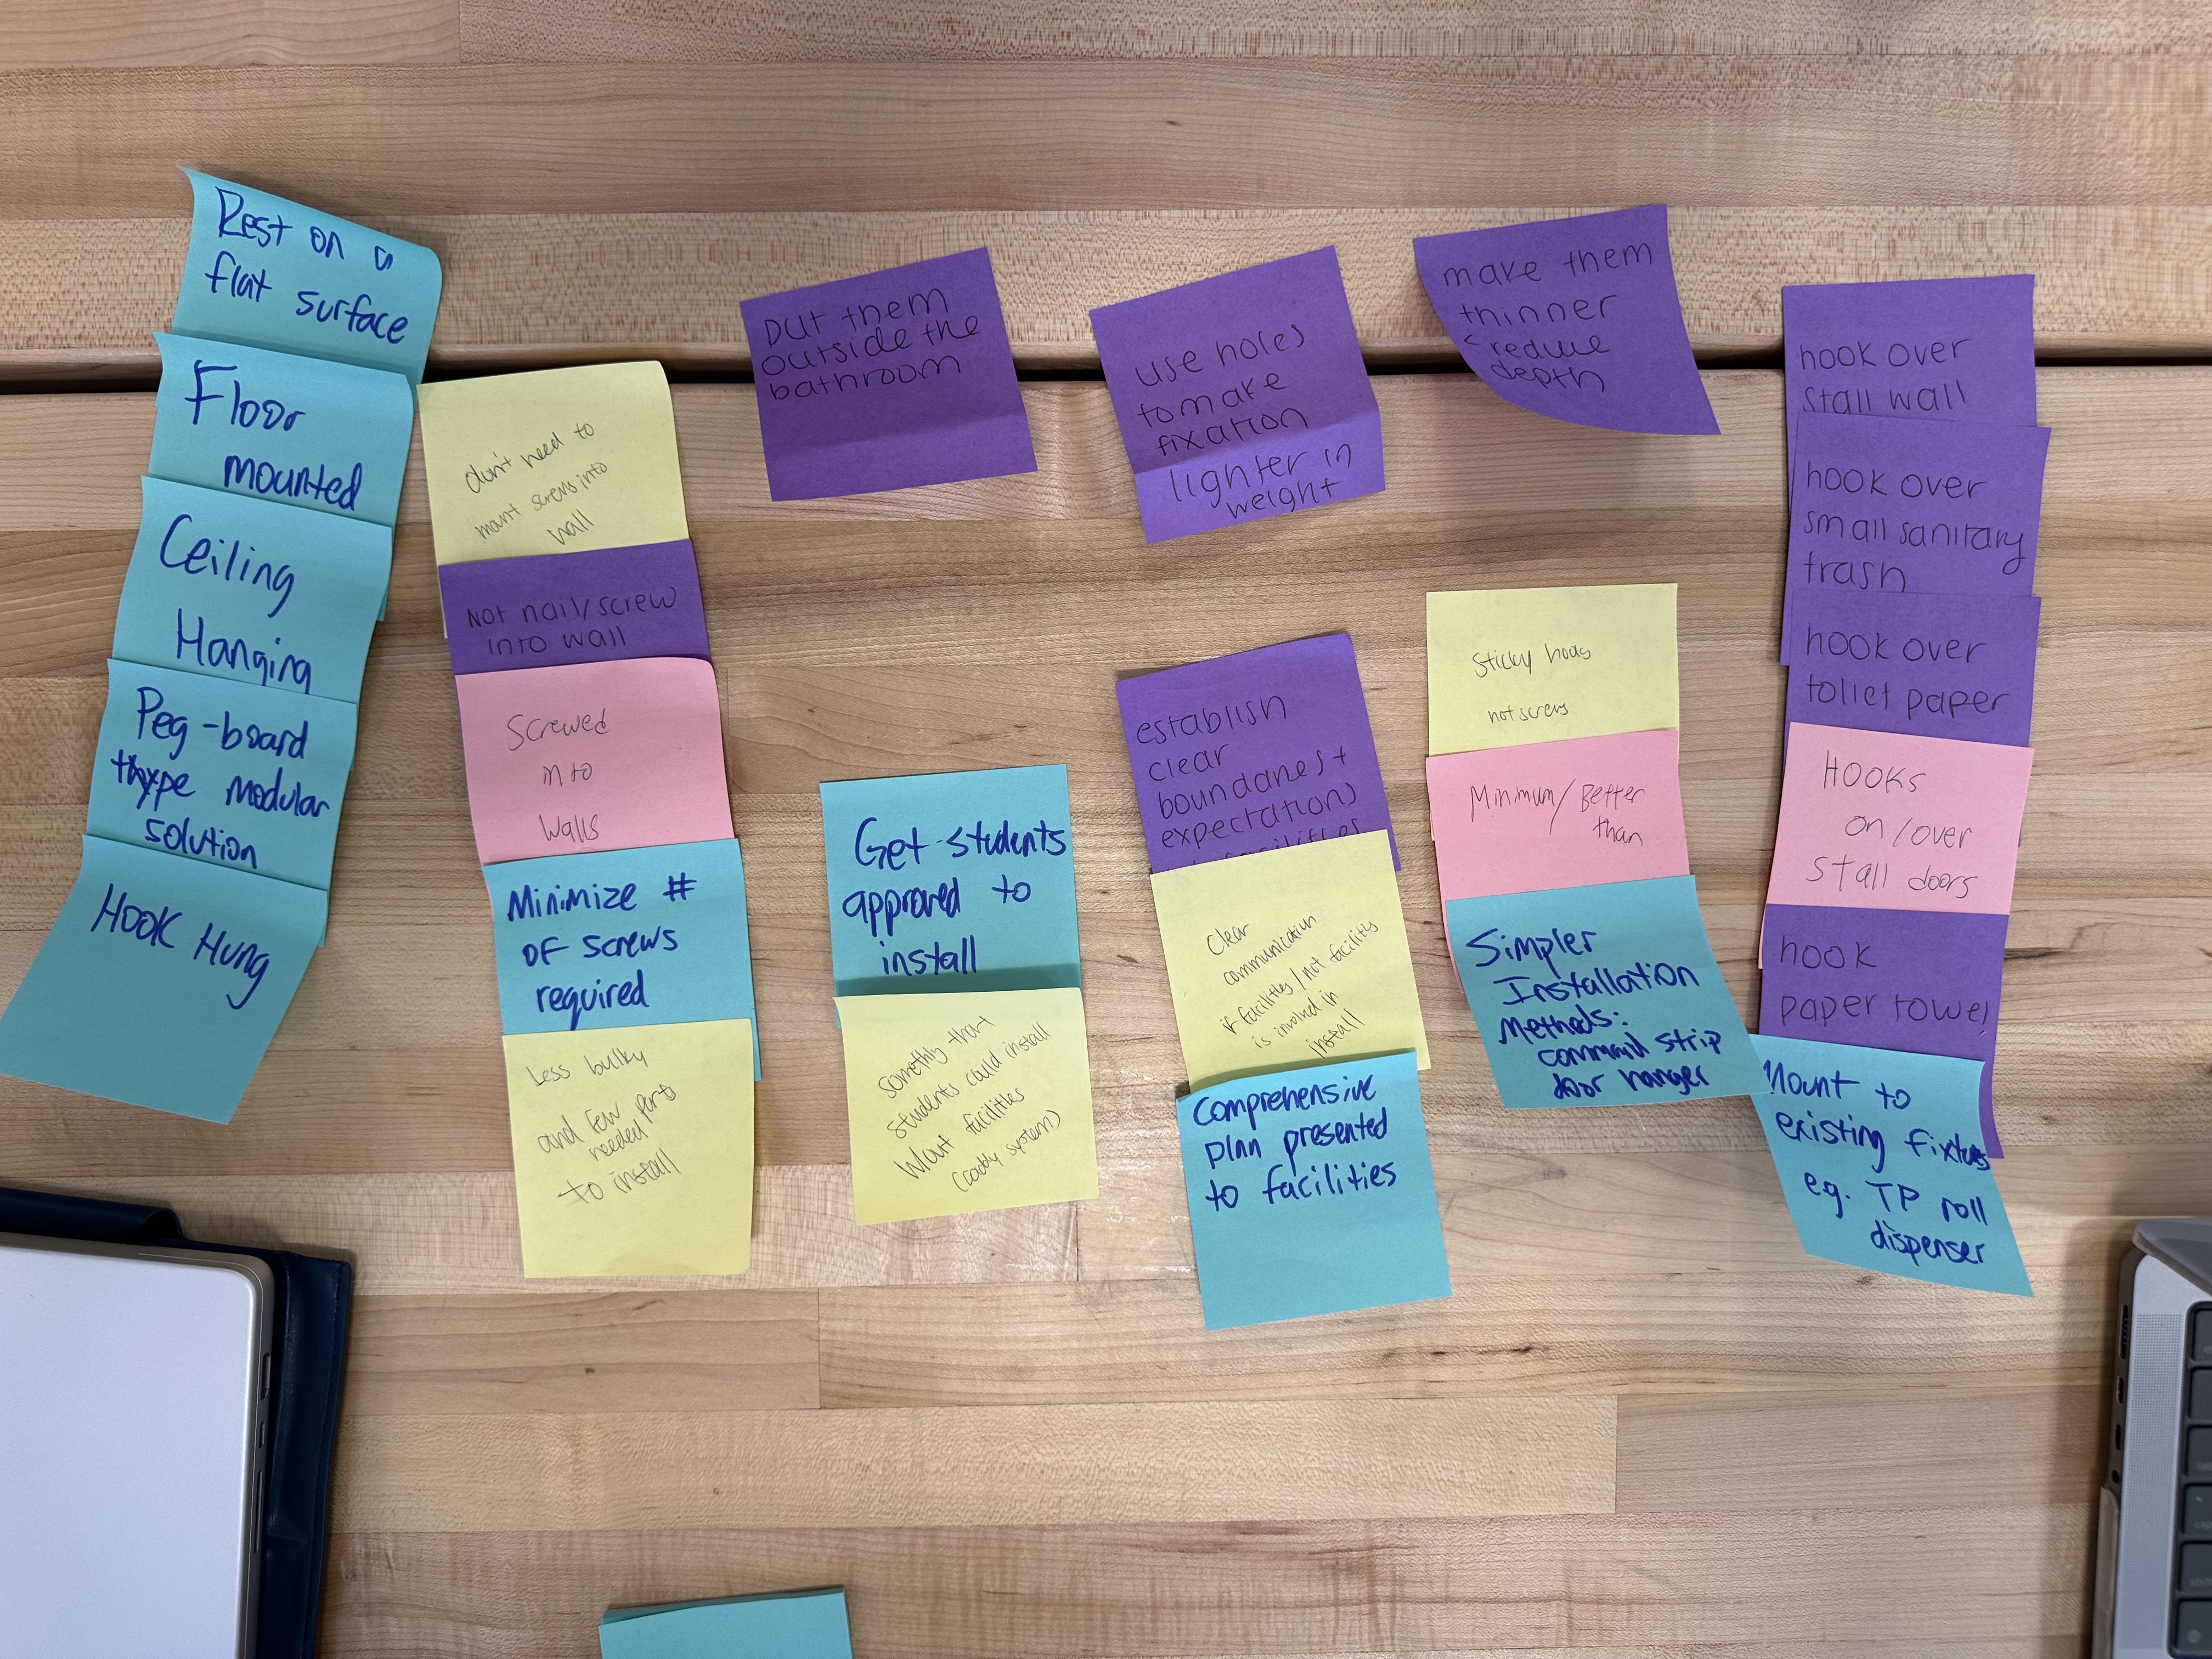 Rest on a
flat surface
Floor
mounted
Ceiling
Hanging
Peg-board
type modular
solution
Hook Hung
don't need to
mount screws into
wall
Not nail/screw
into wall
Screwed
into
walls
Minimize #
of screws
required
Less bulky
and few parts
needed
to install
put them
outside the
bathroom
Get students
approved to
install
something that
students could install
w/out facilities
(caddy system)
use holes
to make
fixation
lighter in
weight
establish
clear
boundaries +
expectations
Clear
communication
if facilities/not facility
is involved in
install
Comprehensive
plan presented
to facilities
make them
thinner
reduce
depth
Sticky
not screws
Minimum/Better
than
Simpler
Installation
Methods:
command strip
door hanger
hook over
stall wall
hook over
small sanitary
trash
hook over
toliet paper
Hooks
on/over
stall doors
hook
paper towel
Mount to
existing fixtures
e.g. TP roll
dispenser